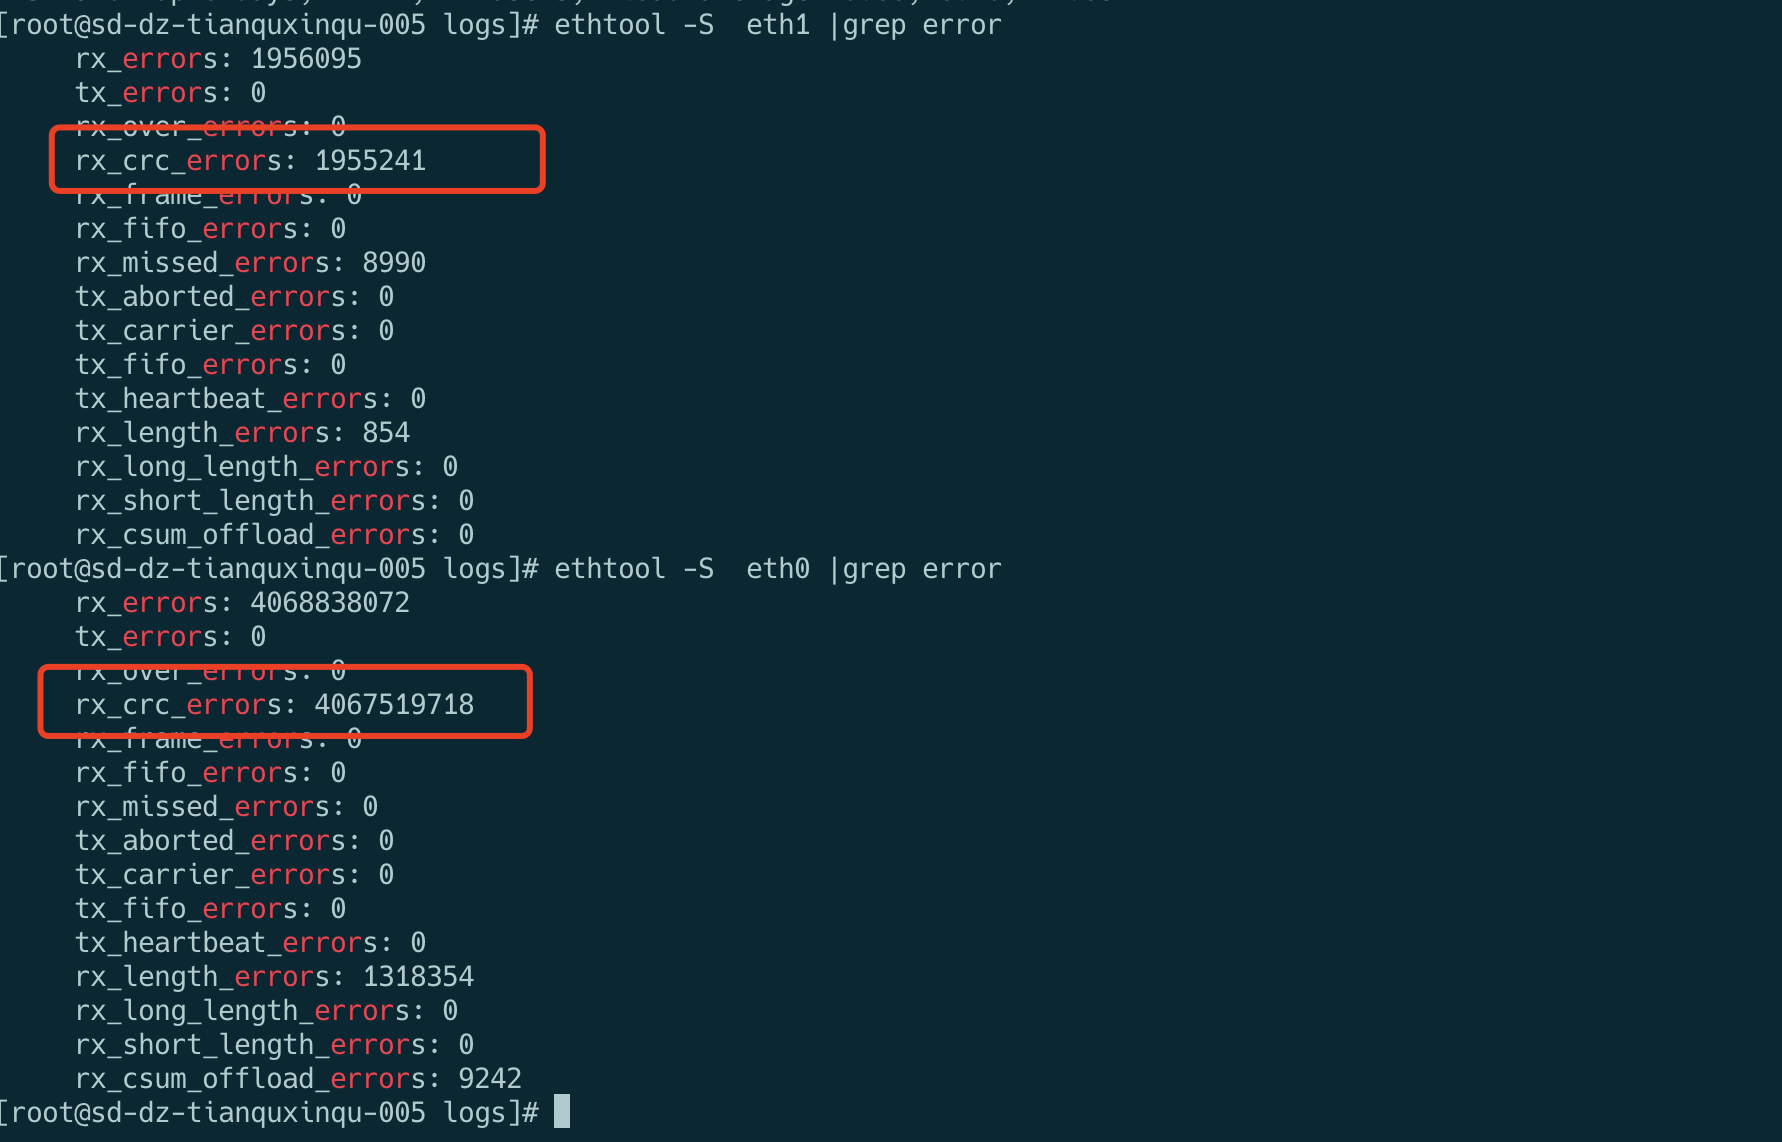 [root@sd-dz-tianquxinqu-005 logs]# ethtool -S  eth1 |grep error
     rx_errors: 1956095
     tx_errors: 0
     rx_over_errors: 0
     rx_crc_errors: 1955241
     rx_frame_errors: 0
     rx_fifo_errors: 0
     rx_missed_errors: 8990
     tx_aborted_errors: 0
     tx_carrier_errors: 0
     tx_fifo_errors: 0
     tx_heartbeat_errors: 0
     rx_length_errors: 854
     rx_long_length_errors: 0
     rx_short_length_errors: 0
     rx_csum_offload_errors: 0
[root@sd-dz-tianquxinqu-005 logs]# ethtool -S  eth0 |grep error
     rx_errors: 4068838072
     tx_errors: 0
     rx_over_errors: 0
     rx_crc_errors: 4067519718
     rx_frame_errors: 0
     rx_fifo_errors: 0
     rx_missed_errors: 0
     tx_aborted_errors: 0
     tx_carrier_errors: 0
     tx_fifo_errors: 0
     tx_heartbeat_errors: 0
     rx_length_errors: 1318354
     rx_long_length_errors: 0
     rx_short_length_errors: 0
     rx_csum_offload_errors: 9242
[root@sd-dz-tianquxinqu-005 logs]#